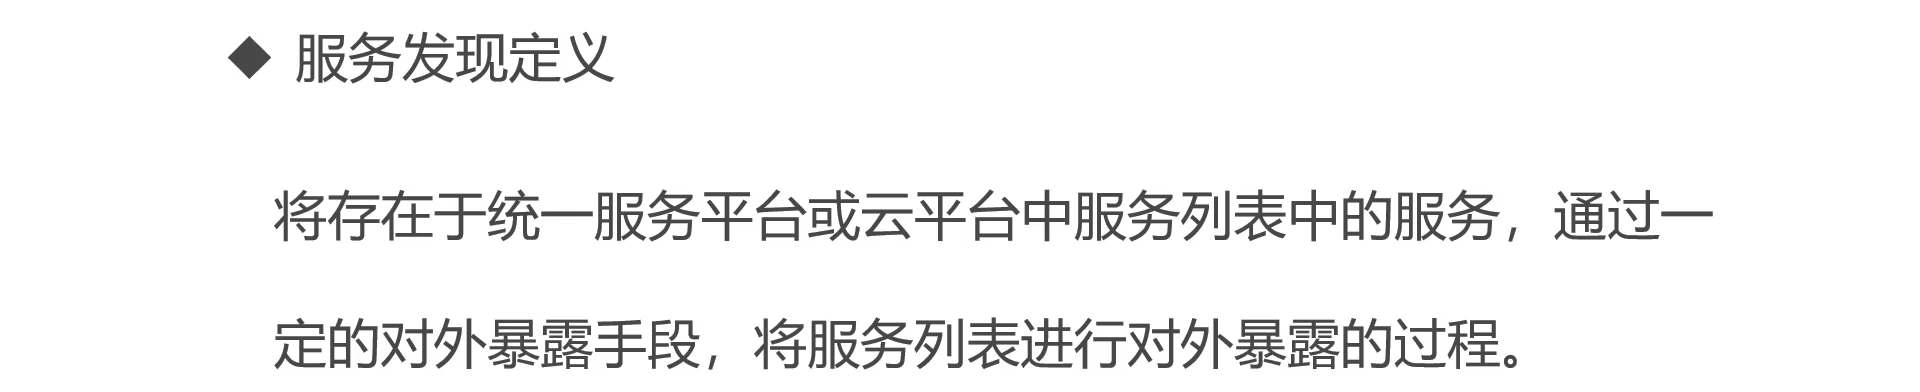 ◆ 服务发现定义
将存在于统一服务平台或云平台中服务列表中的服务，通过一
定的对外暴露手段，将服务列表进行对外暴露的过程。